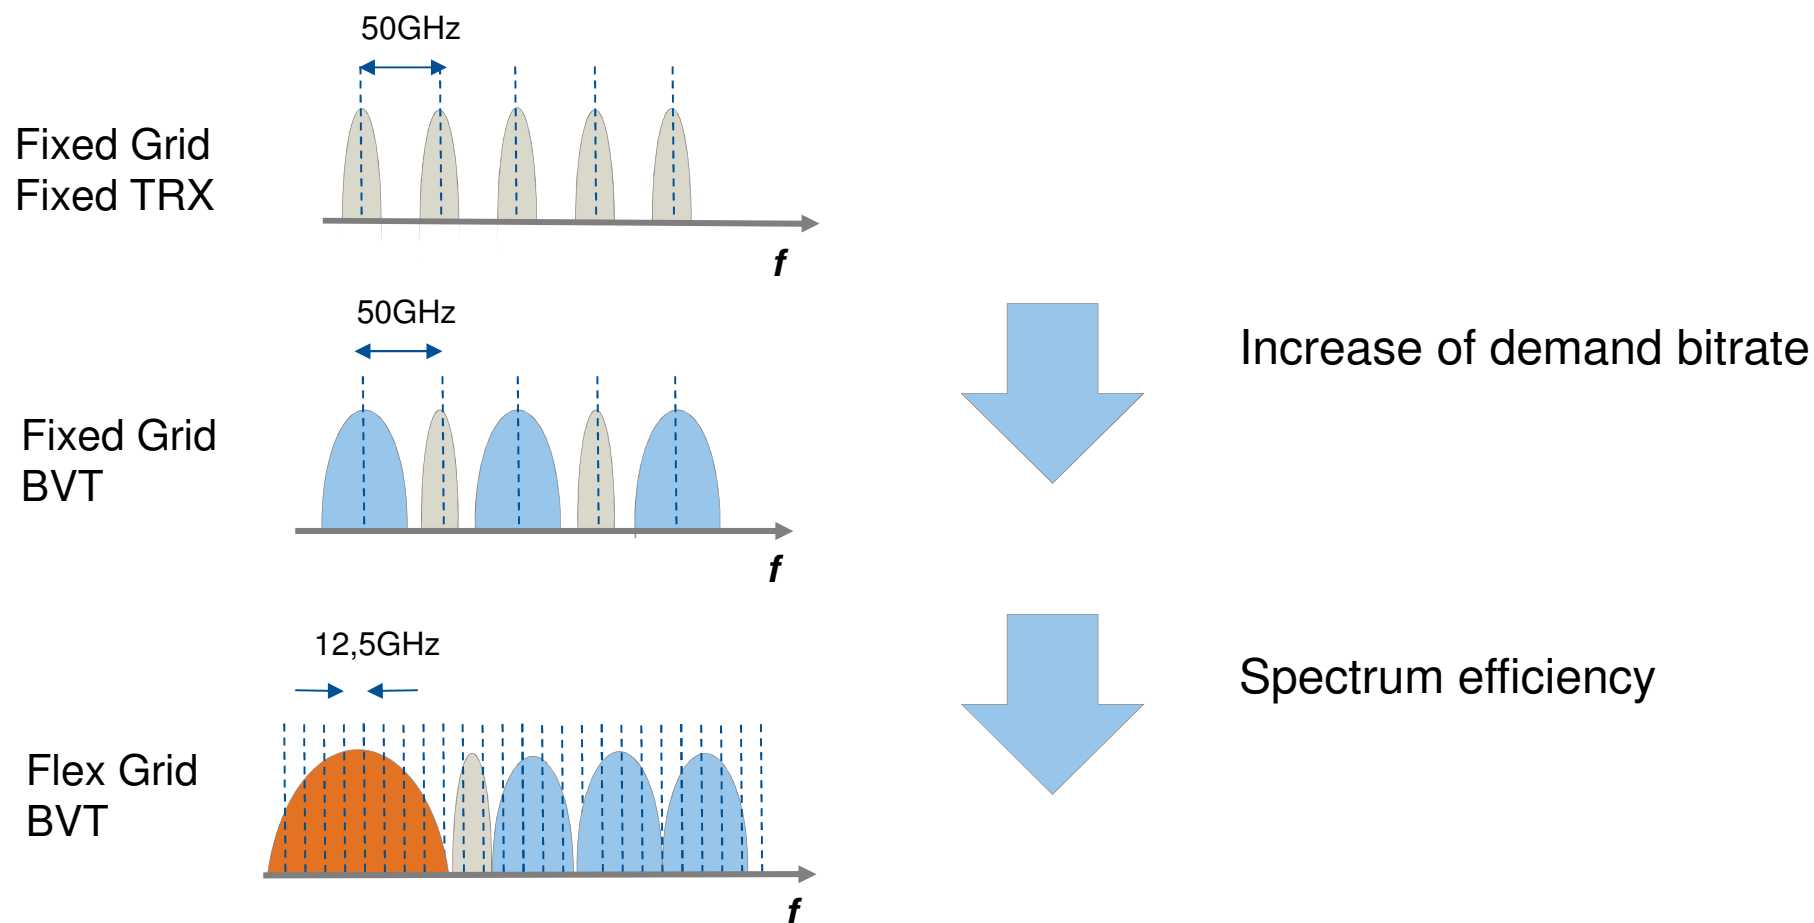 50GHz
Fixed Grid
Fixed TRX
f
50GHz
Increase of demand bitrate
Fixed Grid
BVT
f
12,5GHz
Spectrum efficiency
Flex Grid
BVT
f